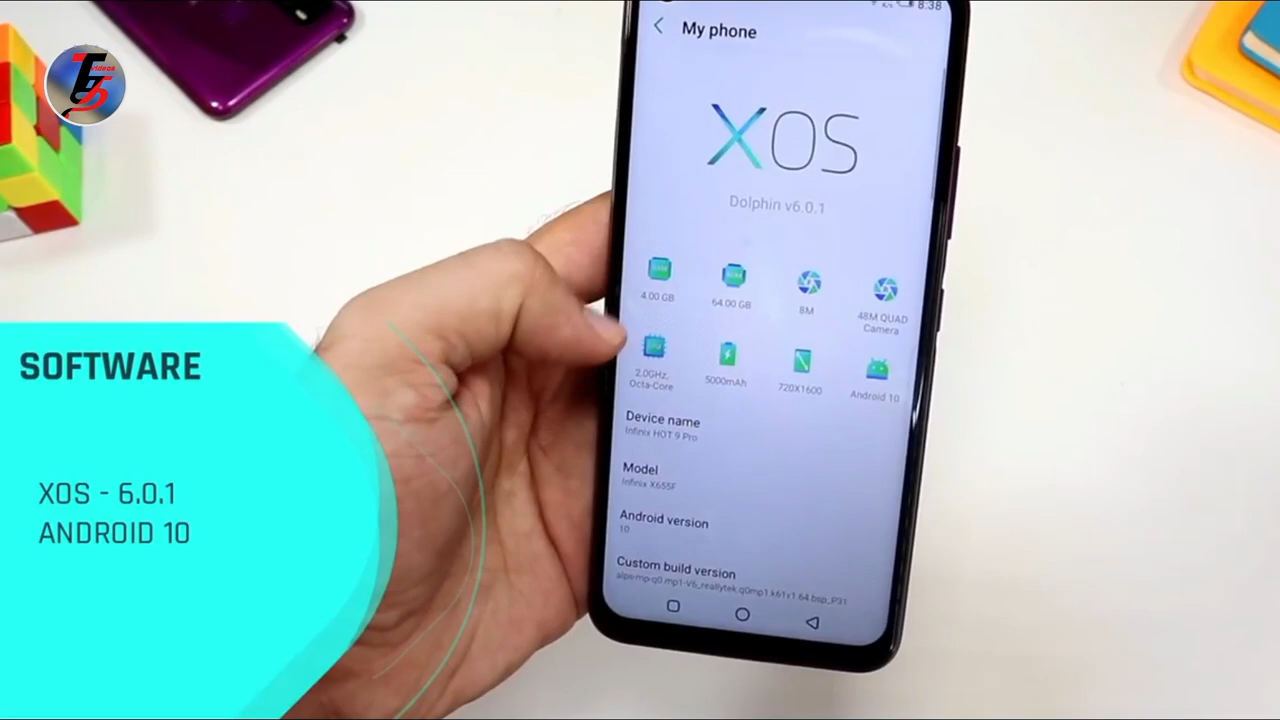 videos
8:38
My phone
XOS
Dolphin v6.0.1
4.00 GB
64.00 GB
8M
48M QUAD
Camera
2.0GHz,
Octa-Core
5000mAh
720X1600
Android 10
Device name
Infinix HOT 9 Pro
Model
Infinix X655F
Android version
10
Custom build version
SOFTWARE
XOS - 6.0.1
ANDROID 10